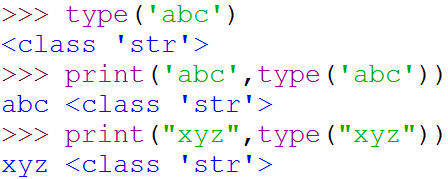 >>> type('abc')
<class 'str'>
>>> print('abc',type('abc'))
abc <class 'str'>
>>> print("xyz",type("xyz"))
xyz <class 'str'>